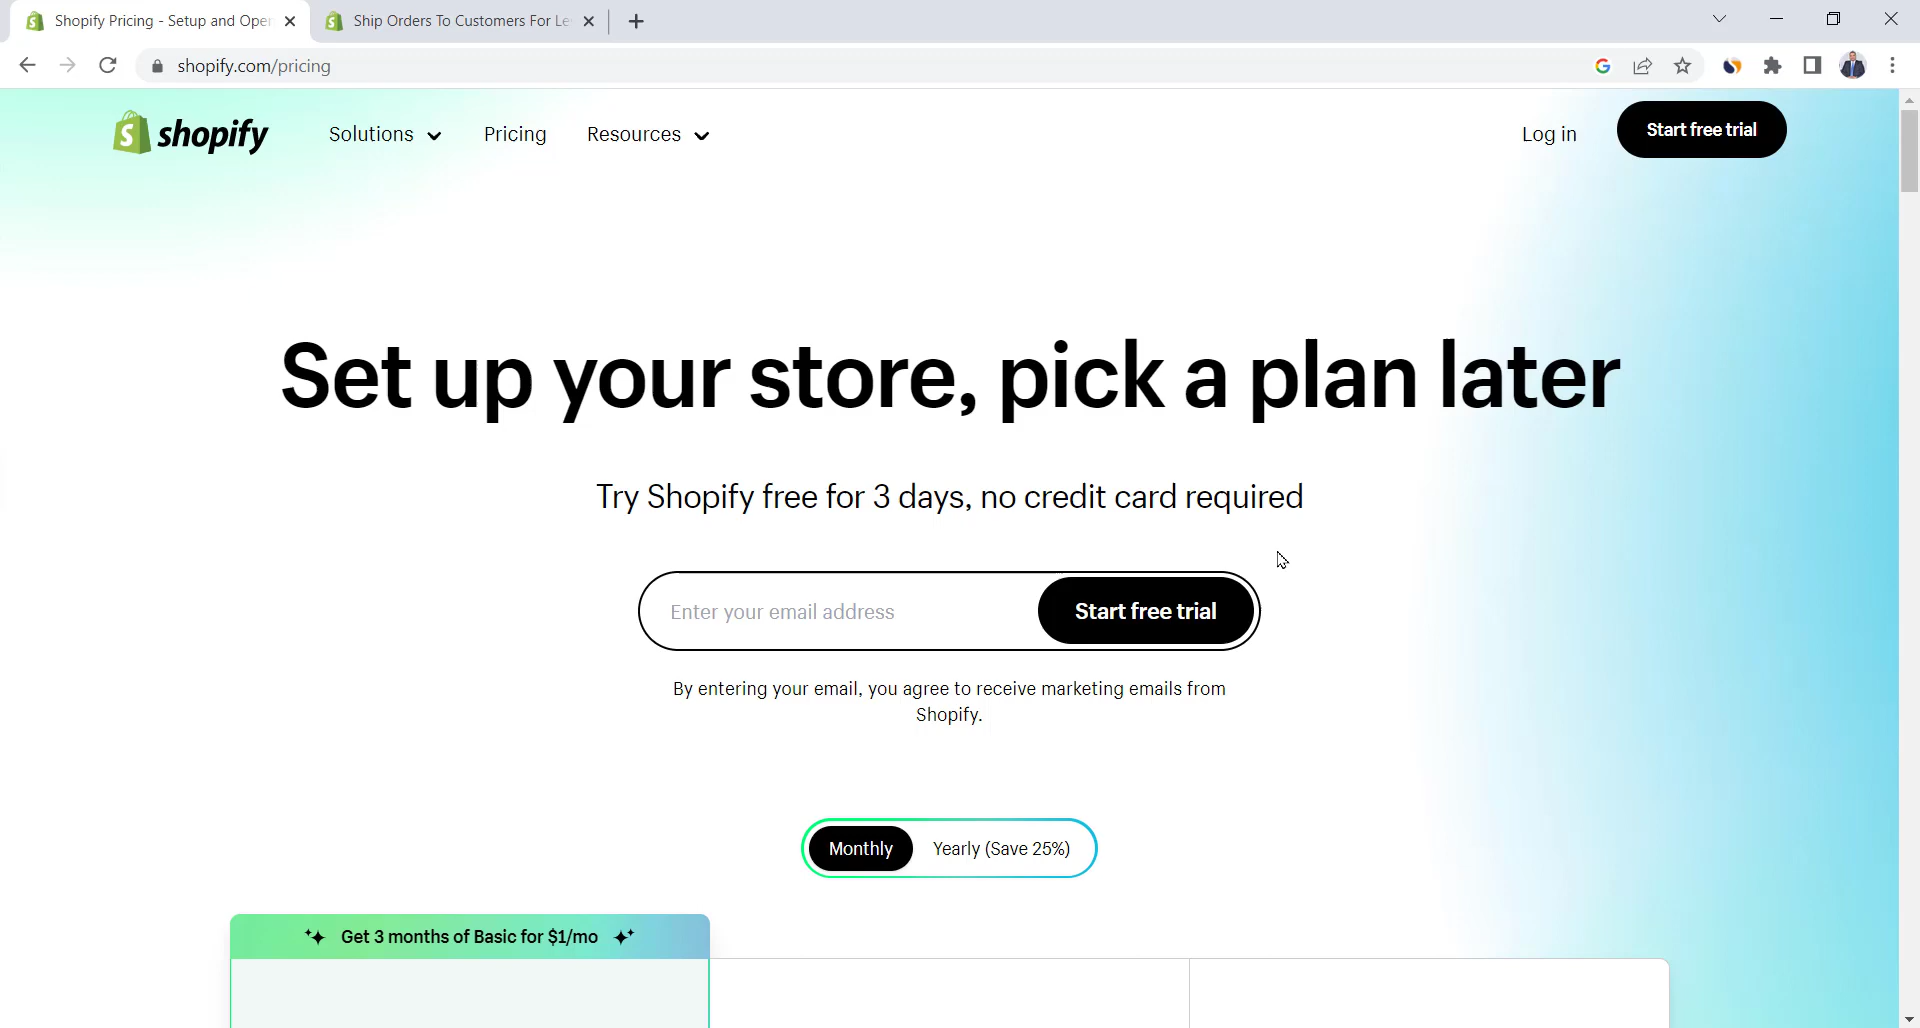 Shopify Pricing - Setup and Open
Ship Orders To Customers For Le
shopify.com/pricing
shopify
Solutions
Pricing
Resources
Log in
Start free trial
Set up your store, pick a plan later
Try Shopify free for 3 days, no credit card required
Enter your email address
Start free trial
By entering your email, you agree to receive marketing emails from
Shopify.
Monthly
Yearly (Save 25%)
Get 3 months of Basic for $1/mo